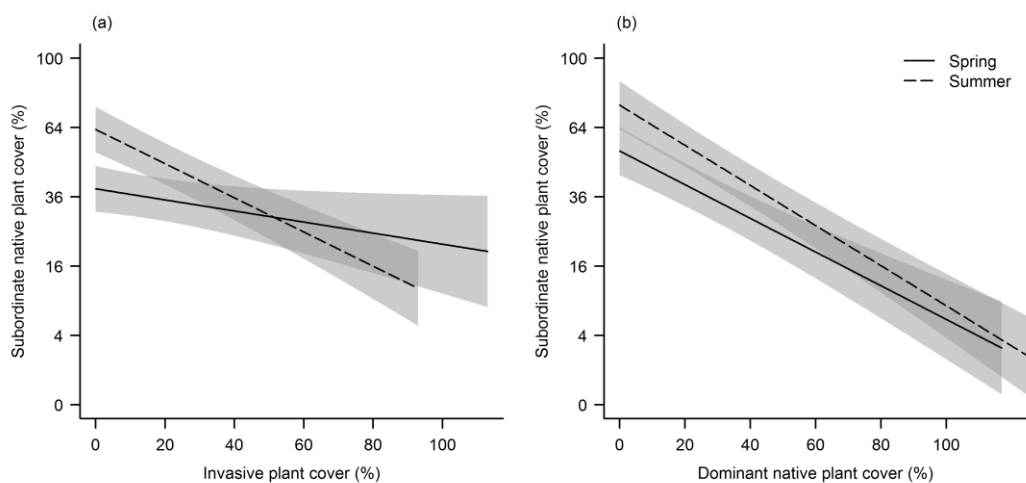 (a)
100
64
36
16
4
0
Subordinate native plant cover (%)
0 20 40 60 80 100
Invasive plant cover (%)
(b)
Spring
Summer
100
64
36
16
4
0
Subordinate native plant cover (%)
0 20 40 60 80 100
Dominant native plant cover (%)